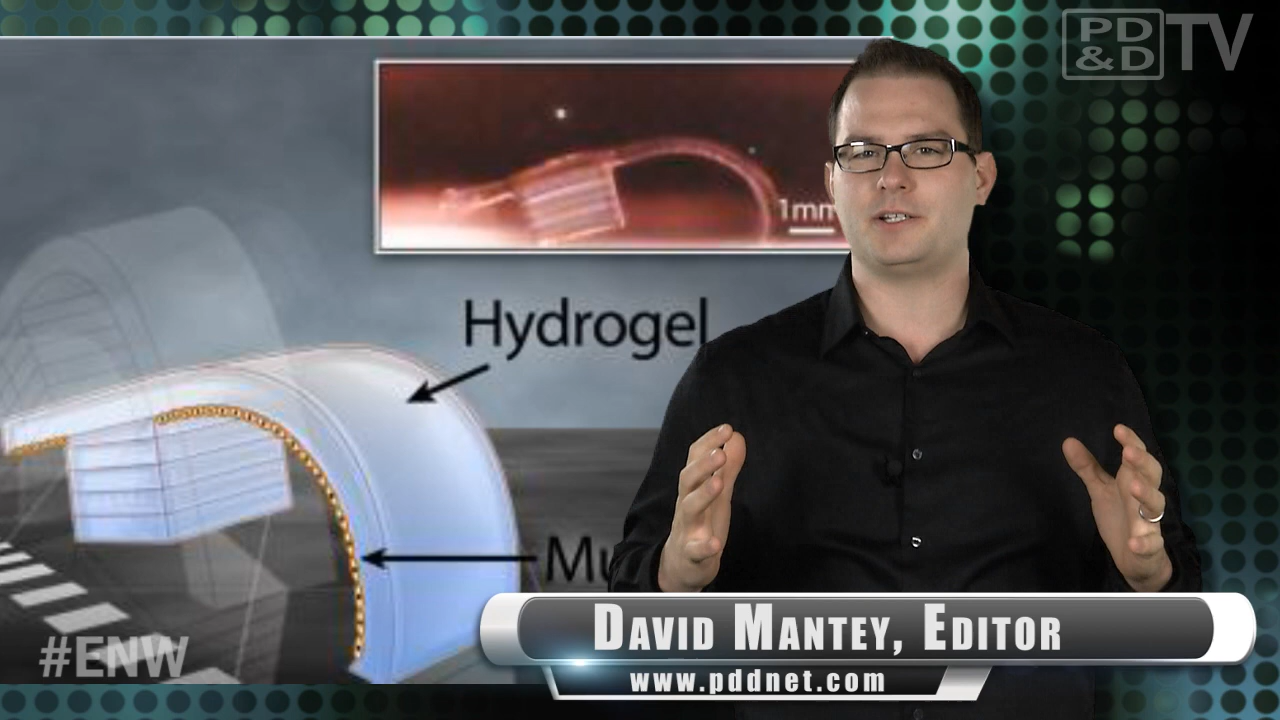 PD
&D TV
1mm
Hydrogel
#ENW
David Mantey, Editor
www.pddnet.com